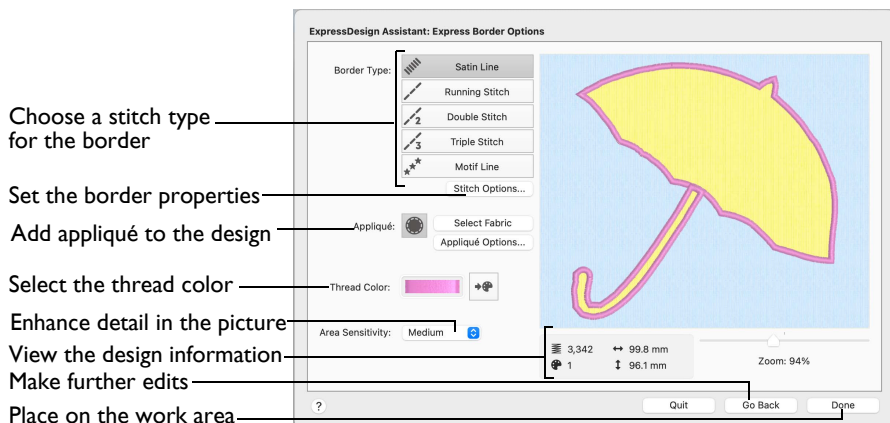 ExpressDesign Assistant: Express Border Options
Border Type:
Satin Line
Running Stitch
2 Double Stitch
3 Triple Stitch
Motif Line
Stitch Options...
Appliqué:
Select Fabric
Appliqué Options...
Thread Color:
Area Sensitivity:
Medium
3,342
99.8 mm
1
96.1 mm
Zoom: 94%
?
Quit
Go Back
Done
Choose a stitch type
for the border
Set the border properties
Add appliqué to the design
Select the thread color
Enhance detail in the picture
View the design information
Make further edits
Place on the work area